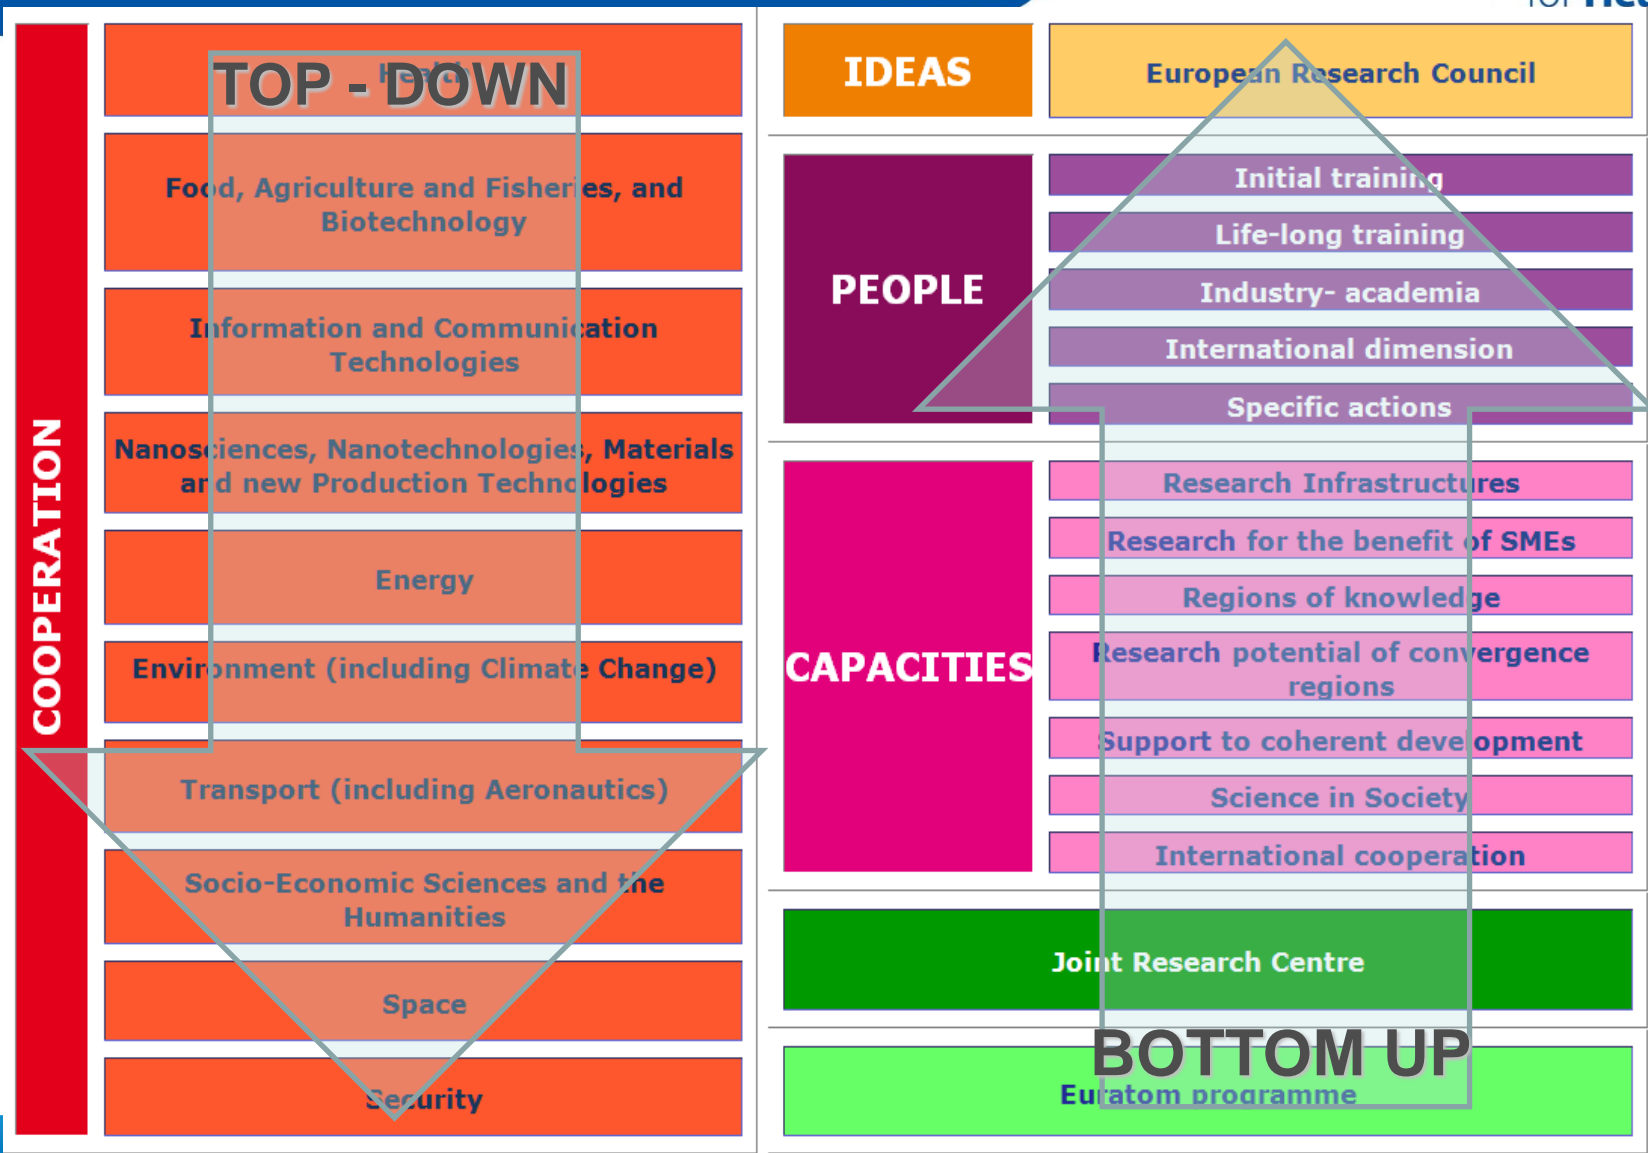 COOPERATION
TOP - DOWN
Health
Food, Agriculture and Fisheries, and
Biotechnology
Information and Communication
Technologies
Nanosciences, Nanotechnologies, Materials
and new Production Technologies
Energy
Environment (including Climate Change)
Transport (including Aeronautics)
Socio-Economic Sciences and the
Humanities
Space
Security
IDEAS
European Research Council
PEOPLE
Initial training
Life-long training
Industry- academia
International dimension
Specific actions
CAPACITIES
Research Infrastructures
Research for the benefit of SMEs
Regions of knowledge
Research potential of convergence
regions
Support to coherent development
Science in Society
International cooperation
Joint Research Centre
BOTTOM UP
Euratom programme